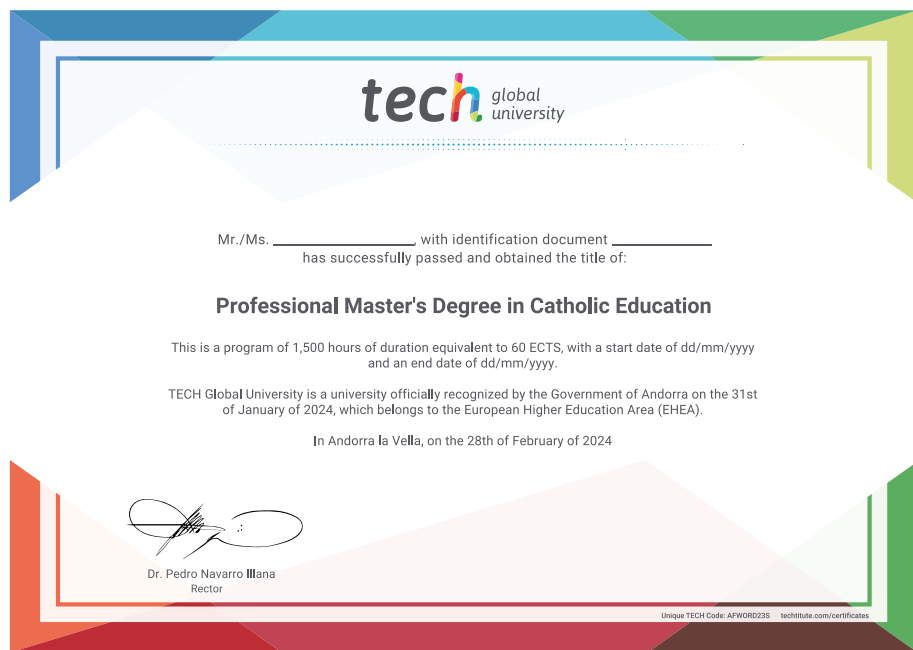 tech global university
Mr./Ms. ____________, with identification document ____________
has successfully passed and obtained the title of:
Professional Master's Degree in Catholic Education
This is a program of 1,500 hours of duration equivalent to 60 ECTS, with a start date of dd/mm/yyyy
and an end date of dd/mm/yyyy.
TECH Global University is a university officially recognized by the Government of Andorra on the 31st
of January of 2024, which belongs to the European Higher Education Area (EHEA).
In Andorra la Vella, on the 28th of February of 2024
Dr. Pedro Navarro Illana
Rector
Unique TECH Code: AFWORD23S techtitute.com/certificates